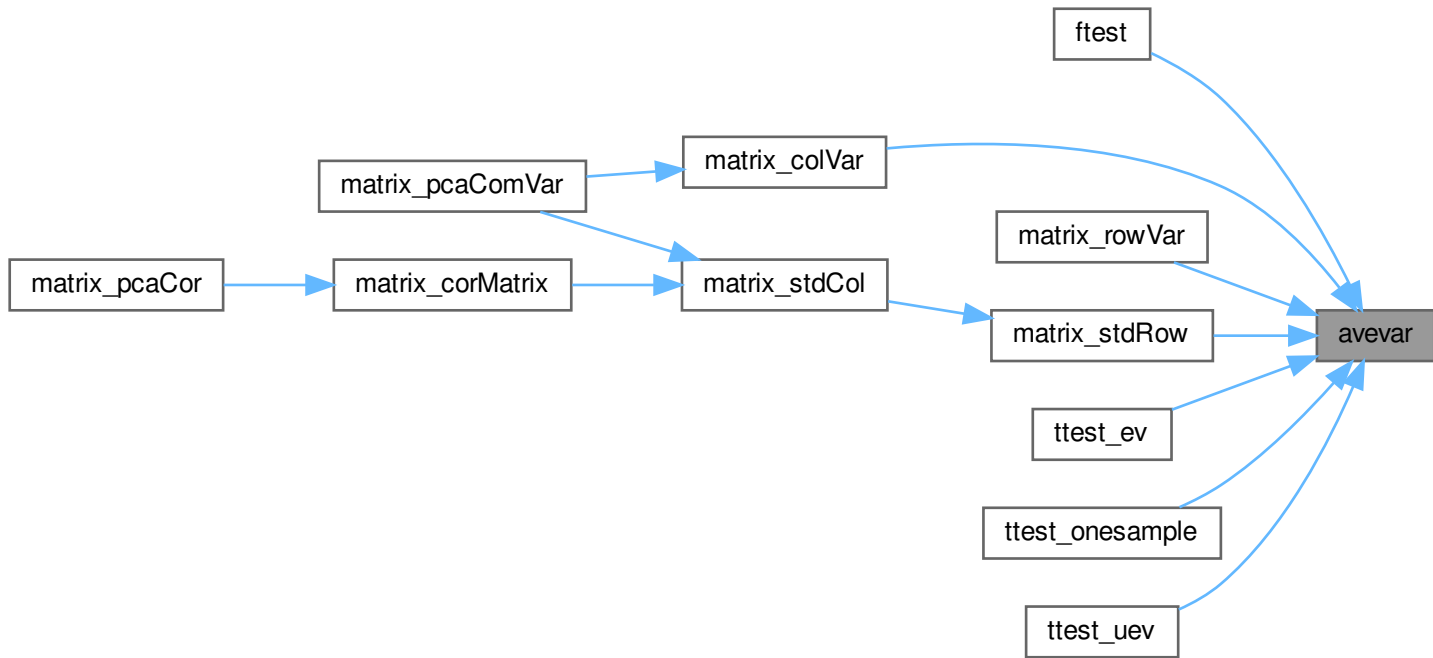 ftest
matrix_colVar
matrix_pcaComVar
matrix_rowVar
matrix_pcaCor
matrix_corMatrix
matrix_stdCol
matrix_stdRow
avevar
ttest_ev
ttest_onesample
ttest_uev